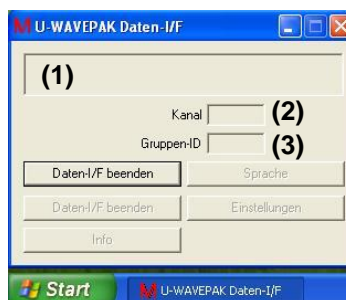 U-WAVEPAK Daten-I/F
(1)
Kanal (2)
Gruppen-ID (3)
Daten-I/F beenden Sprache
Daten-I/F beenden Einstellungen
Info
Start U-WAVEPAK Daten-I/F